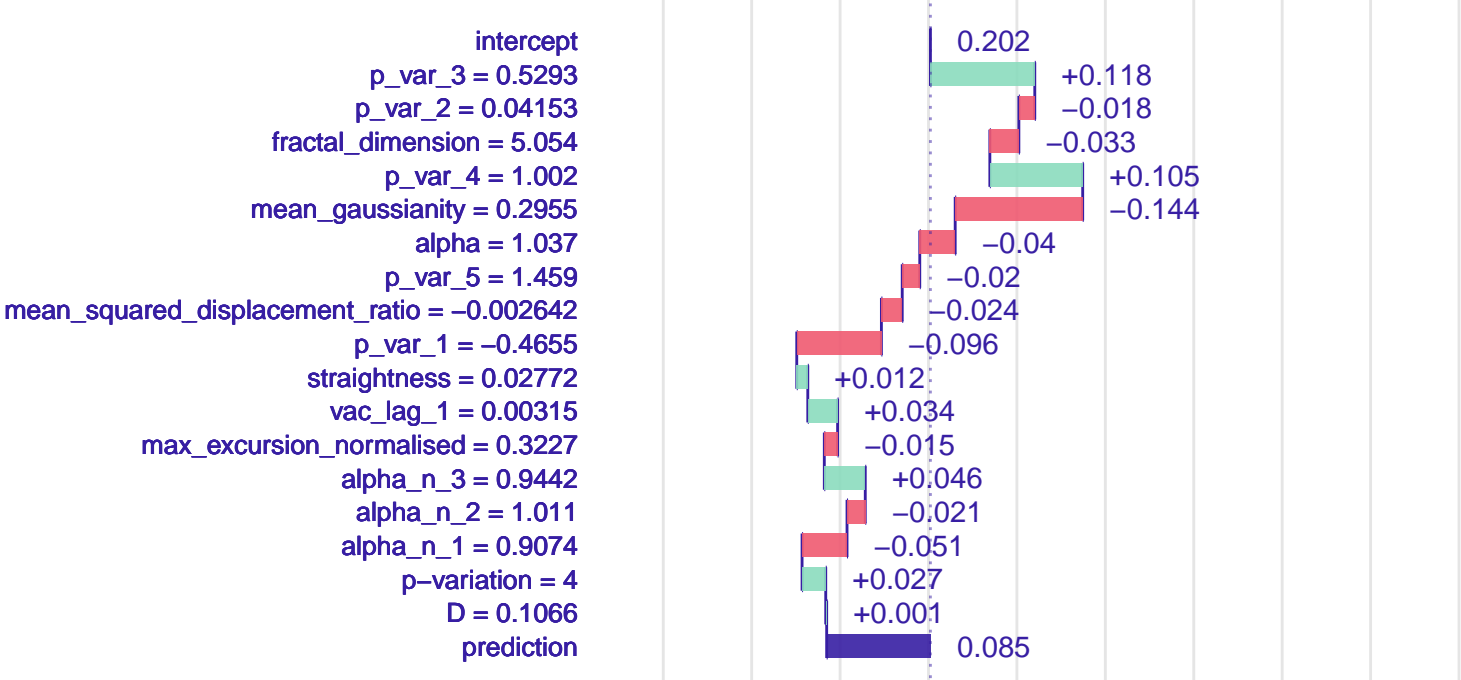 intercept 0.202
p_var_3 = 0.5293 +0.118
p_var_2 = 0.04153 −0.018
fractal_dimension = 5.054 −0.033
p_var_4 = 1.002 +0.105
mean_gaussianity = 0.2955 −0.144
alpha = 1.037 −0.04
p_var_5 = 1.459 −0.02
mean_squared_displacement_ratio = −0.002642 −0.024
p_var_1 = −0.4655 −0.096
straightness = 0.02772 +0.012
vac_lag_1 = 0.00315 +0.034
max_excursion_normalised = 0.3227 −0.015
alpha_n_3 = 0.9442 +0.046
alpha_n_2 = 1.011 −0.021
alpha_n_1 = 0.9074 −0.051
p−variation = 4 +0.027
D = 0.1066 +0.001
prediction 0.085